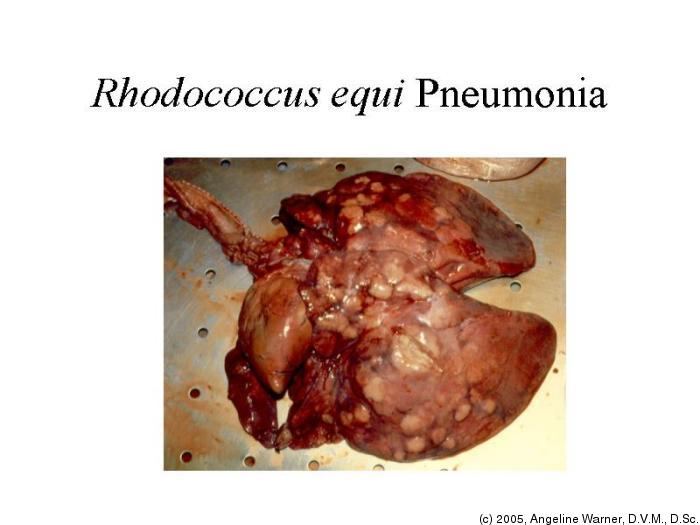 Rhodococcus equi Pneumonia
(c) 2005, Angeline Warner, D.V.M., D.Sc.